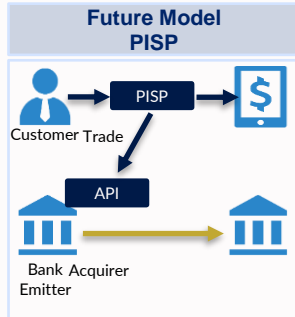 Future Model
PISP
PISP
$
Customer Trade
API
Bank Acquirer
Emitter